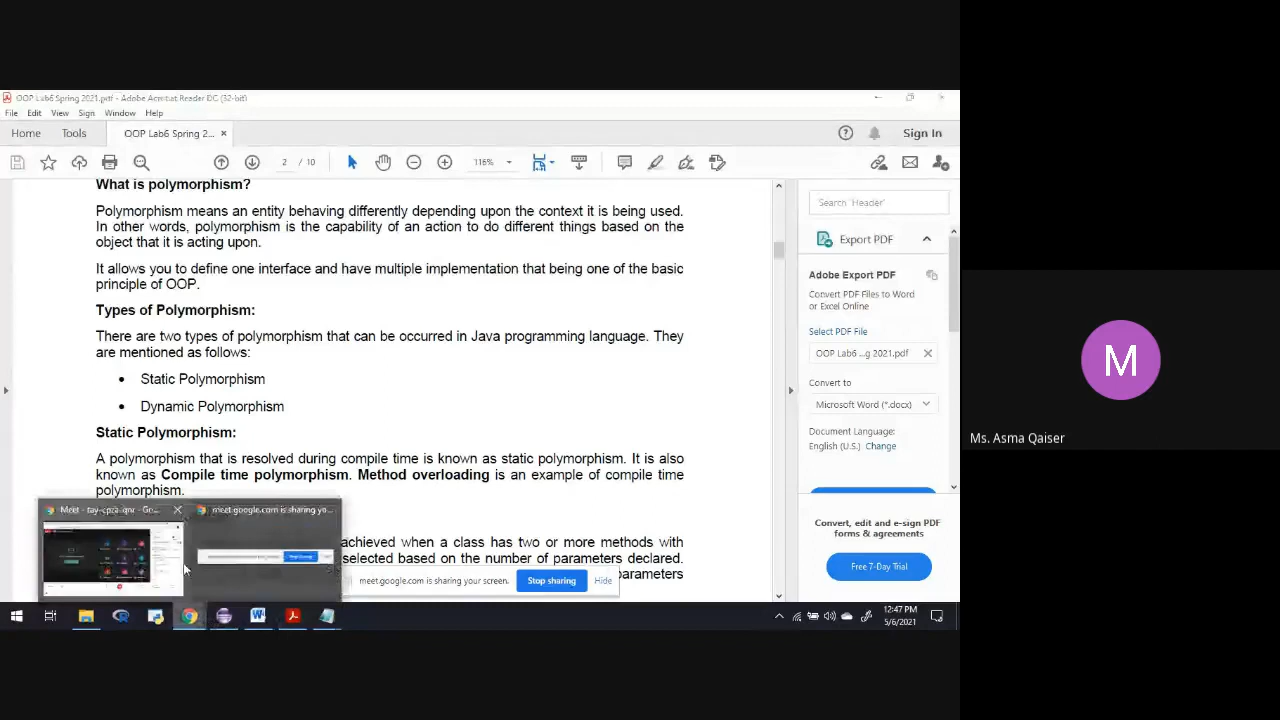 OOP Lab6 Spring 2021.pdf - Adobe Acrobat Reader DC (32-bit)
File Edit View Sign Window Help
Home Tools OOP Lab6 Spring 2... × Sign In
2 / 10 116%
What is polymorphism?
Polymorphism means an entity behaving differently depending upon the context it is being used.
In other words, polymorphism is the capability of an action to do different things based on the
object that it is acting upon.
It allows you to define one interface and have multiple implementation that being one of the basic
principle of OOP.
Types of Polymorphism:
There are two types of polymorphism that can be occurred in Java programming language. They
are mentioned as follows:
• Static Polymorphism
• Dynamic Polymorphism
Static Polymorphism:
A polymorphism that is resolved during compile time is known as static polymorphism. It is also
known as Compile time polymorphism. Method overloading is an example of compile time
polymorphism.
achieved when a class has two or more methods with
selected based on the number of parameters declared.
parameters
Search 'Header'
Export PDF
Adobe Export PDF
Convert PDF Files to Word
or Excel Online
Select PDF File
OOP Lab6 ...g 2021.pdf
Convert to
Microsoft Word (*.docx)
Document Language:
English (U.S.) Change
Convert, edit and e-sign PDF
forms & agreements
Free 7-Day Trial
Go...
meet.google.com is sharing yo...
meet.google.com is sharing your screen. Stop sharing Hide
12:47 PM
5/6/2021
M
Ms. Asma Qaiser